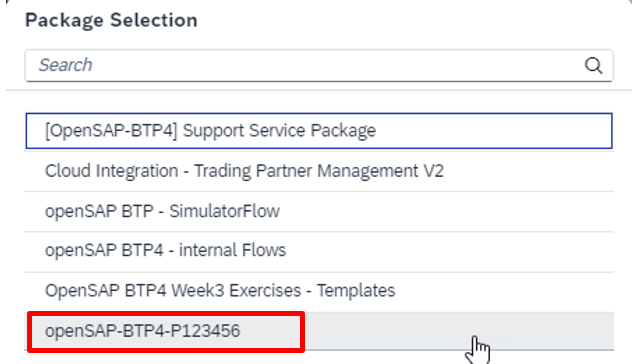 Package Selection
Search
[OpenSAP-BTP4] Support Service Package
Cloud Integration - Trading Partner Management V2
openSAP BTP - SimulatorFlow
openSAP BTP4 - internal Flows
OpenSAP BTP4 Week3 Exercises - Templates
openSAP-BTP4-P123456